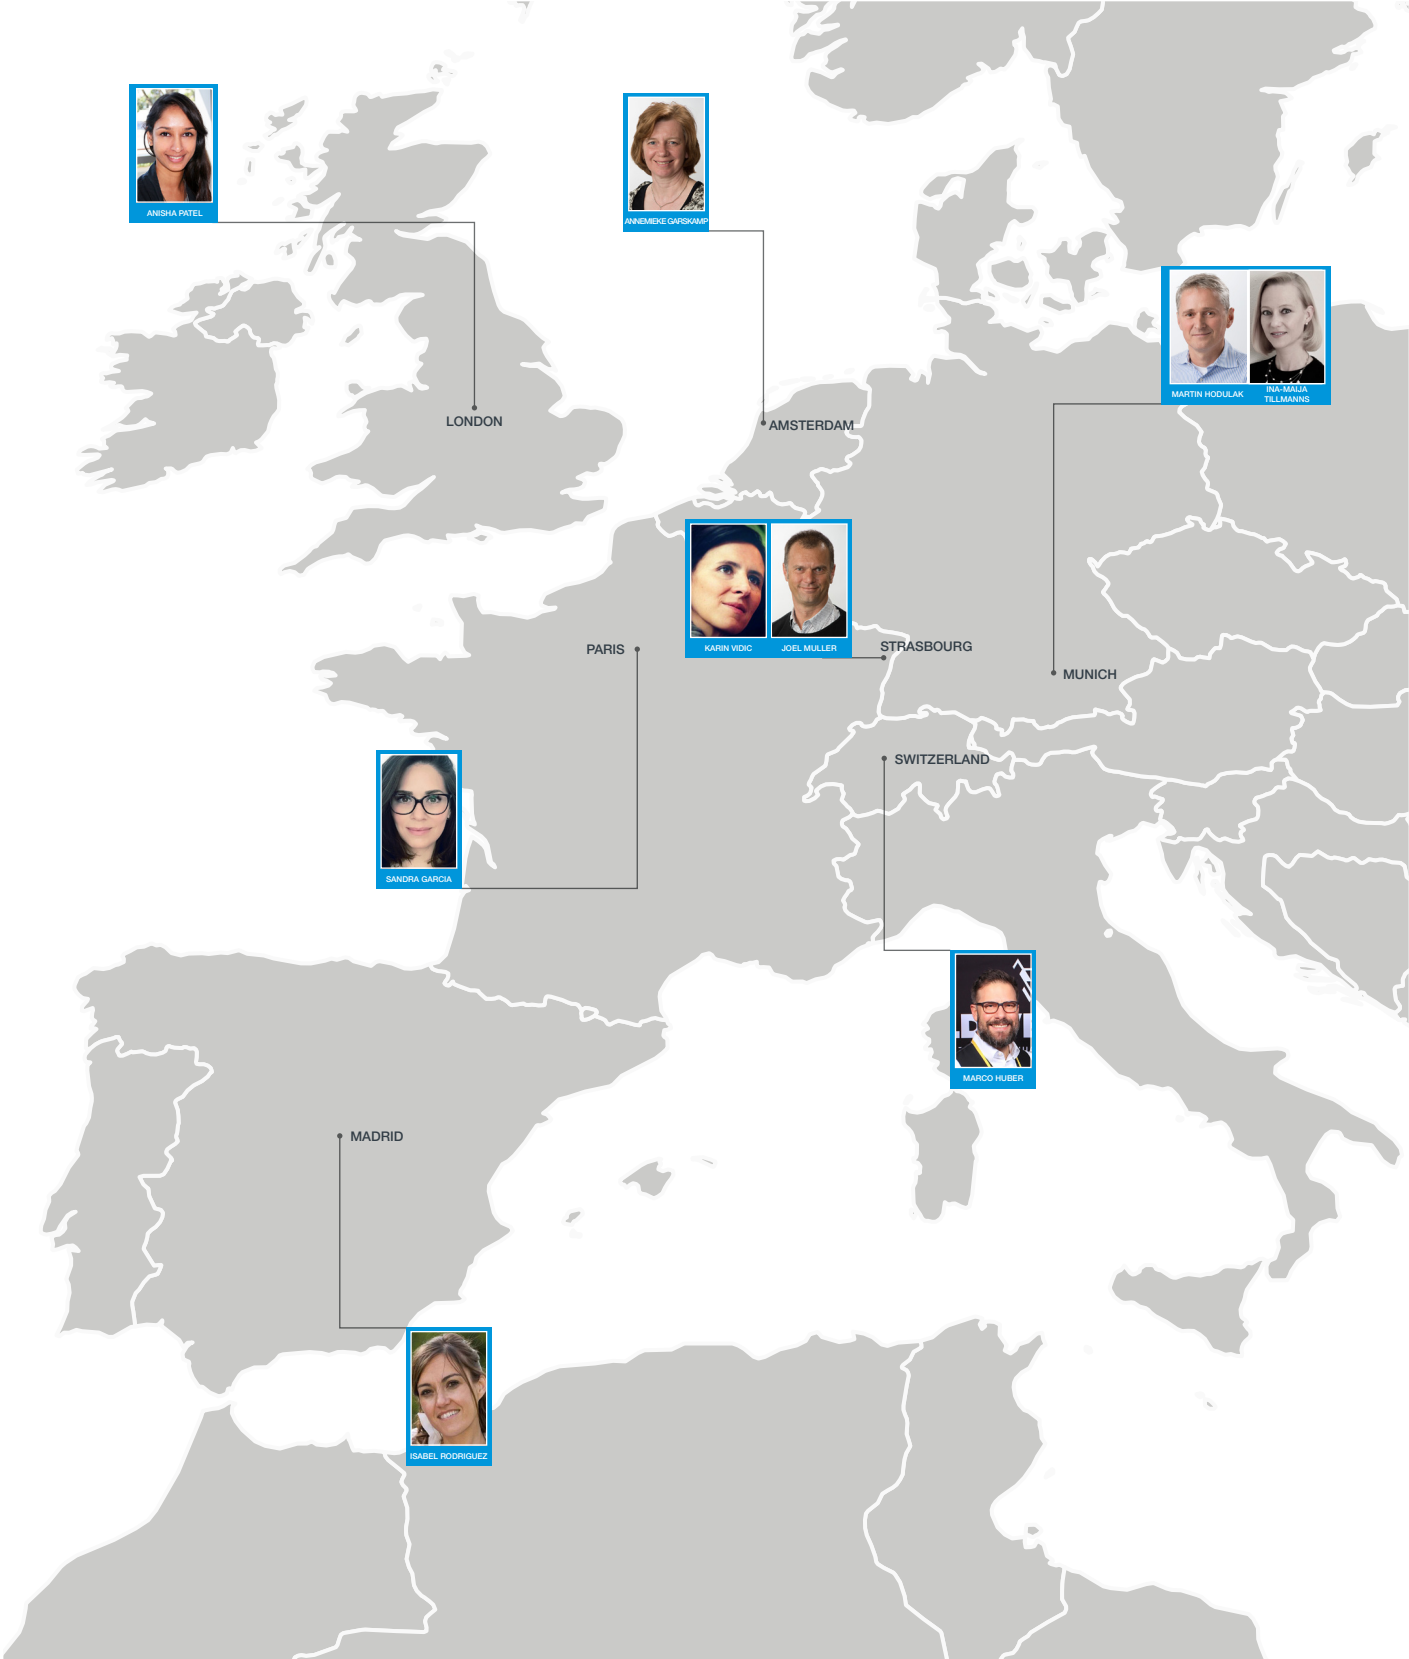 ANISHA PATEL
ANNEMIEKE GARSKAMP
MARTIN HODULAK
INA-MAIJA
TILLMANNS
LONDON
AMSTERDAM
KARIN VIDIC
JOEL MULLER
PARIS
STRASBOURG
MUNICH
SWITZERLAND
SANDRA GARCIA
MARCO HUBER
MADRID
ISABEL RODRIGUEZ